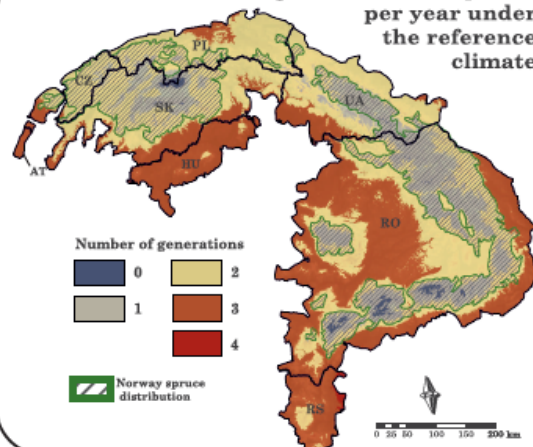 per year under
the reference
climate
PL
CZ
SK
UA
AT
HU
RO
RS
Number of generations
0
1
2
3
4
Norway spruce
distribution
0 25 50 100 150 200 km